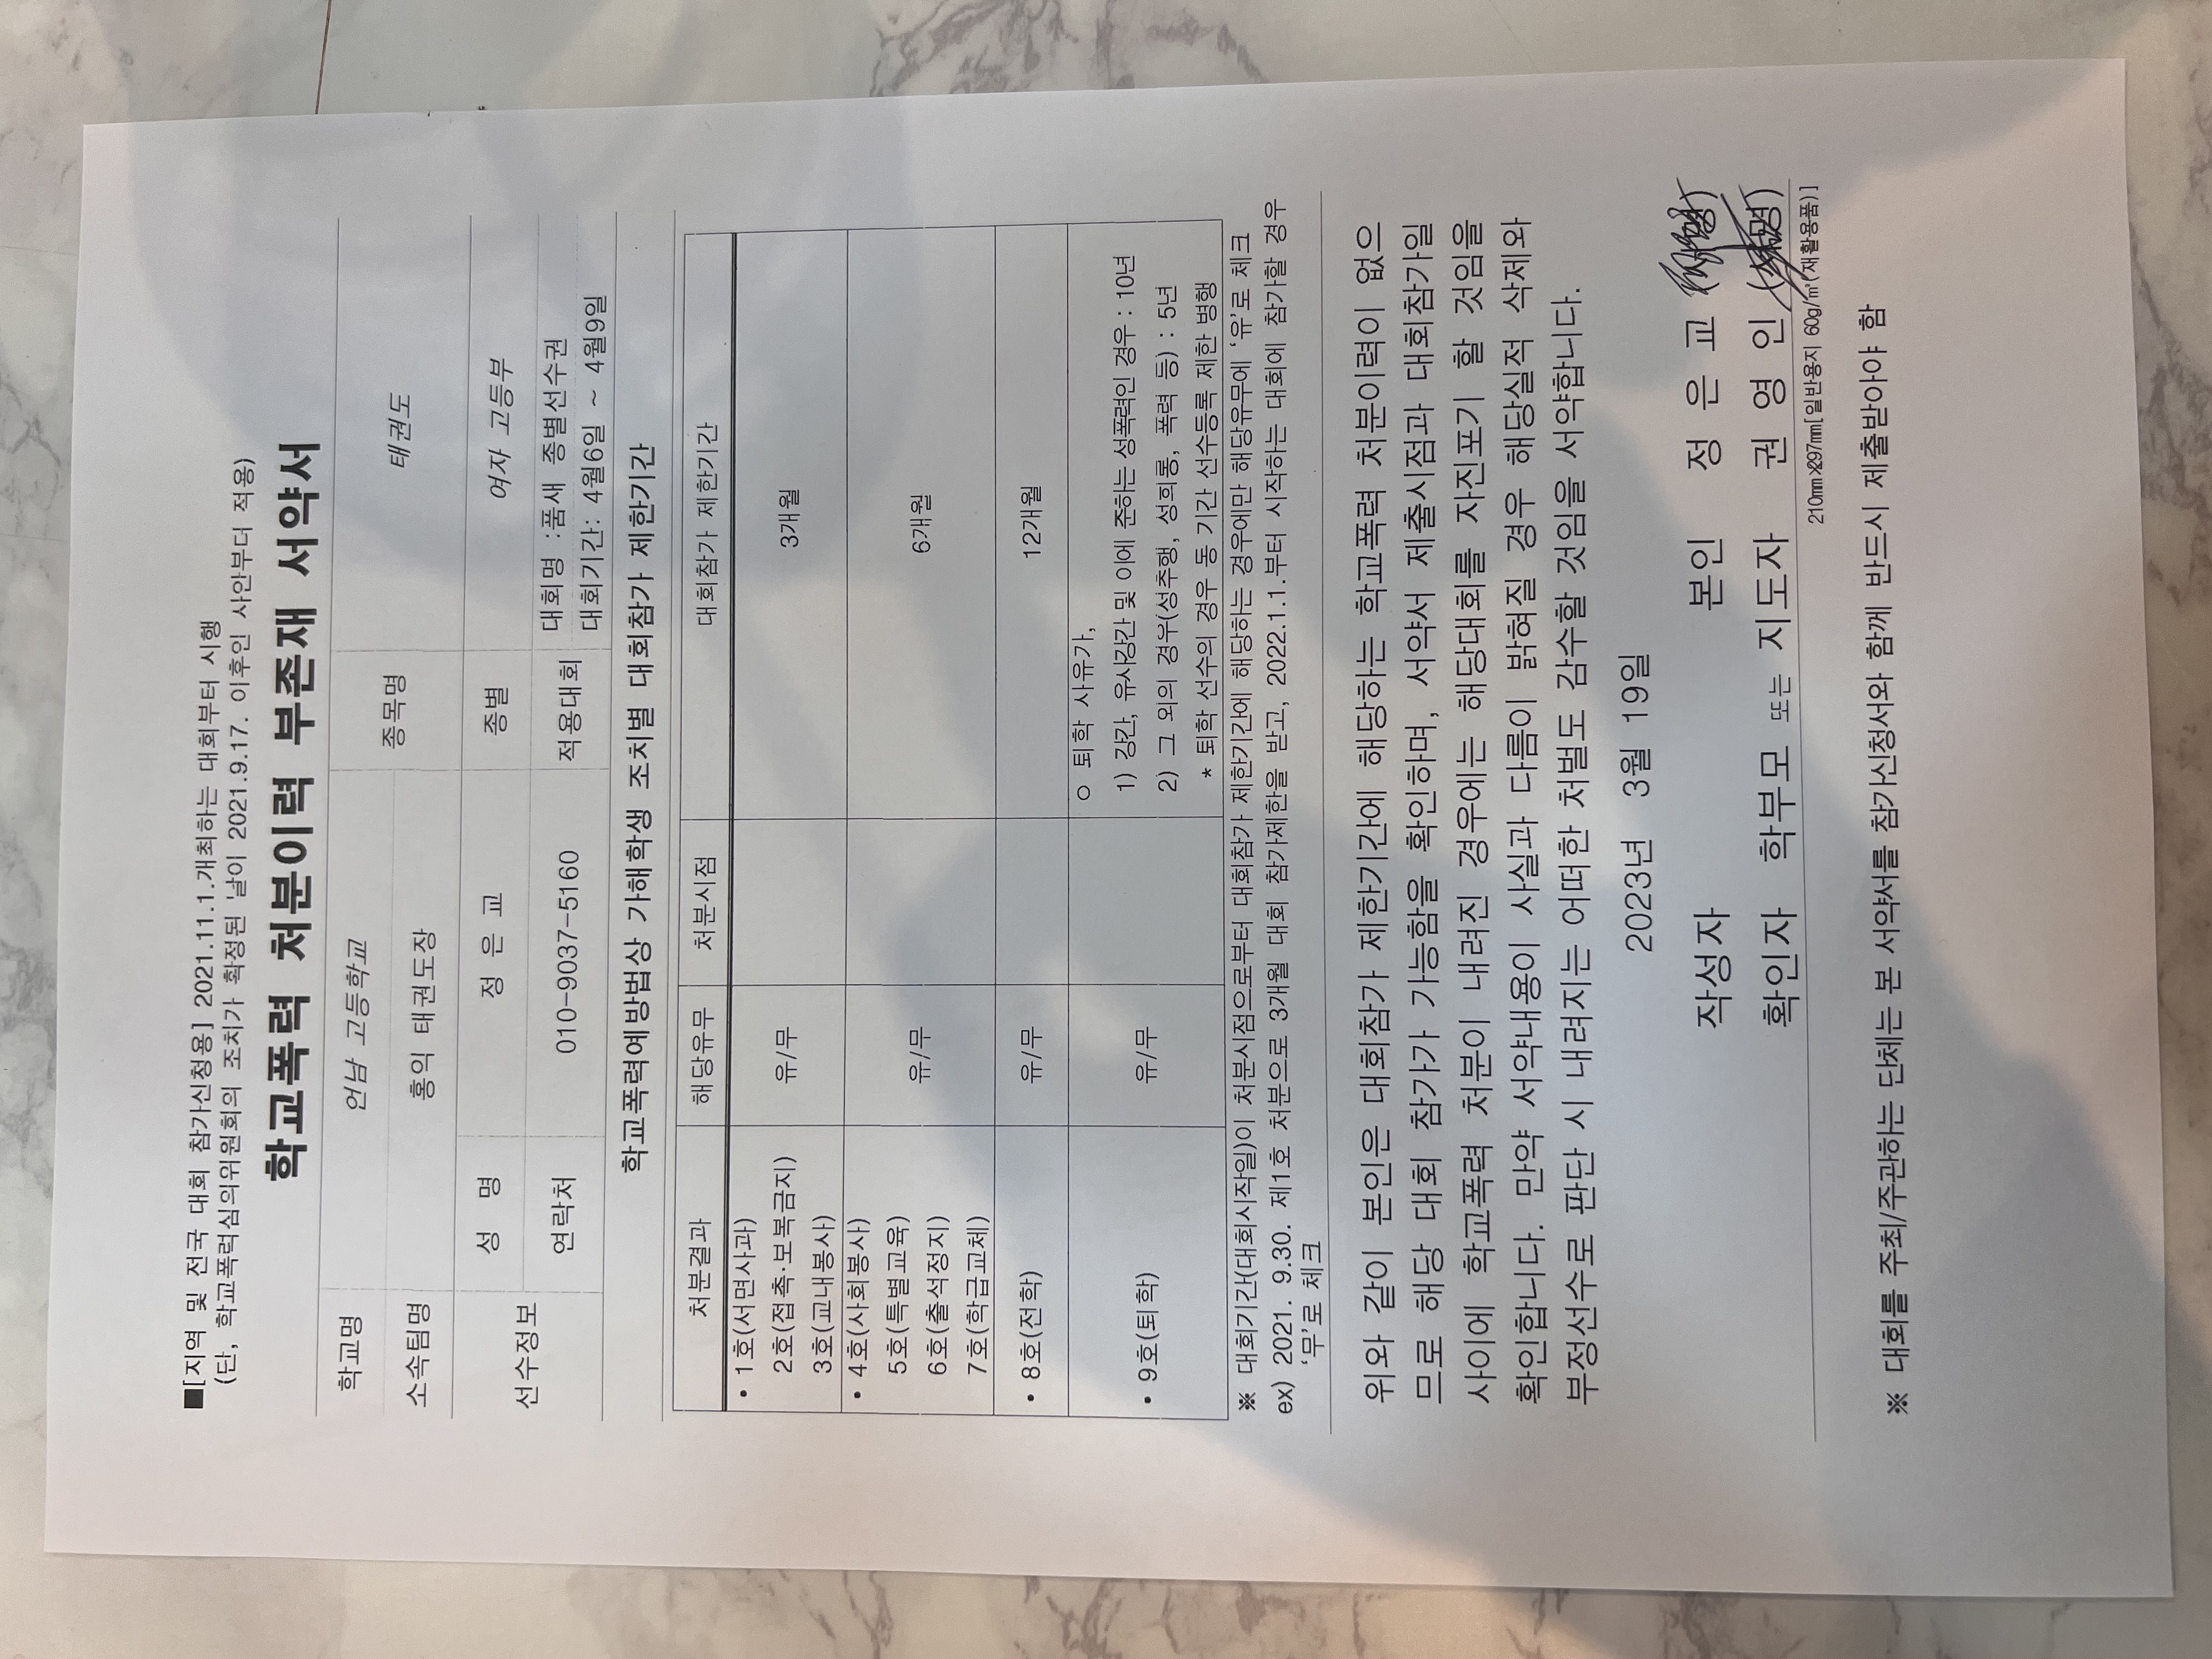 ■[지역 및 전국 대회 참가신청용] 2021.11.1.개최하는 대회부터 시행
(단, 학교폭력심의위원회의 조치가 확정된 날이 2021.9.17. 이후인 사안부터 적용)
학교폭력 처분이력 부존재 서약서
학교명 언남 고등학교 종목명 태권도
소속팀명 홍익 태권도장
선수정보 성 명 정 은 교 종별 여자 고등부
연락처 010-9037-5160 적용대회 대회명 :품새 종별선수권
대회기간: 4월6일 ~ 4월9일
학교폭력예방법상 가해학생 조치별 대회참가 제한기간
처분결과 해당유무 처분시점 대회참가 제한기간
• 1호(서면사과)
2호(접촉·보복금지) 유/무 3개월
3호(교내봉사)
• 4호(사회봉사)
5호(특별교육) 유/무 6개월
6호(출석정지)
7호(학급교체)
• 8호(전학) 유/무 12개월
• 9호(퇴학) 유/무 ○ 퇴학 사유가,
1) 강간, 유사강간 및 이에 준하는 성폭력인 경우 : 10년
2) 그 외의 경우(성추행, 성희롱, 폭력 등) : 5년
* 퇴학 선수의 경우 동 기간 선수등록 제한 병행
※ 대회기간(대회시작일)이 처분시점으로부터 대회참가 제한기간에 해당하는 경우에만 해당유무에 '유'로 체크
ex) 2021. 9.30. 제1호 처분으로 3개월 대회 참가제한을 받고, 2022.1.1.부터 시작하는 대회에 참가할 경우
'무'로 체크
위와 같이 본인은 대회참가 제한기간에 해당하는 학교폭력 처분이력이 없으
므로 해당 대회 참가가 가능함을 확인하며, 서약서 제출시점과 대회참가일
사이에 학교폭력 처분이 내려진 경우에는 해당대회를 자진포기 할 것임을
확인합니다. 만약 서약내용이 사실과 다름이 밝혀질 경우 해당실적 삭제와
부정선수로 판단 시 내려지는 어떠한 처벌도 감수할 것임을 서약합니다.
2023년 3월 19일
작성자 본인 정 은 교 (서명)
확인자 학부모 또는 지도자 권 영 인 (서명)
210㎜×297㎜[일반용지 60g/㎡(재활용품)]
※ 대회를 주최/주관하는 단체는 본 서약서를 참가신청서와 함께 반드시 제출받아야 함